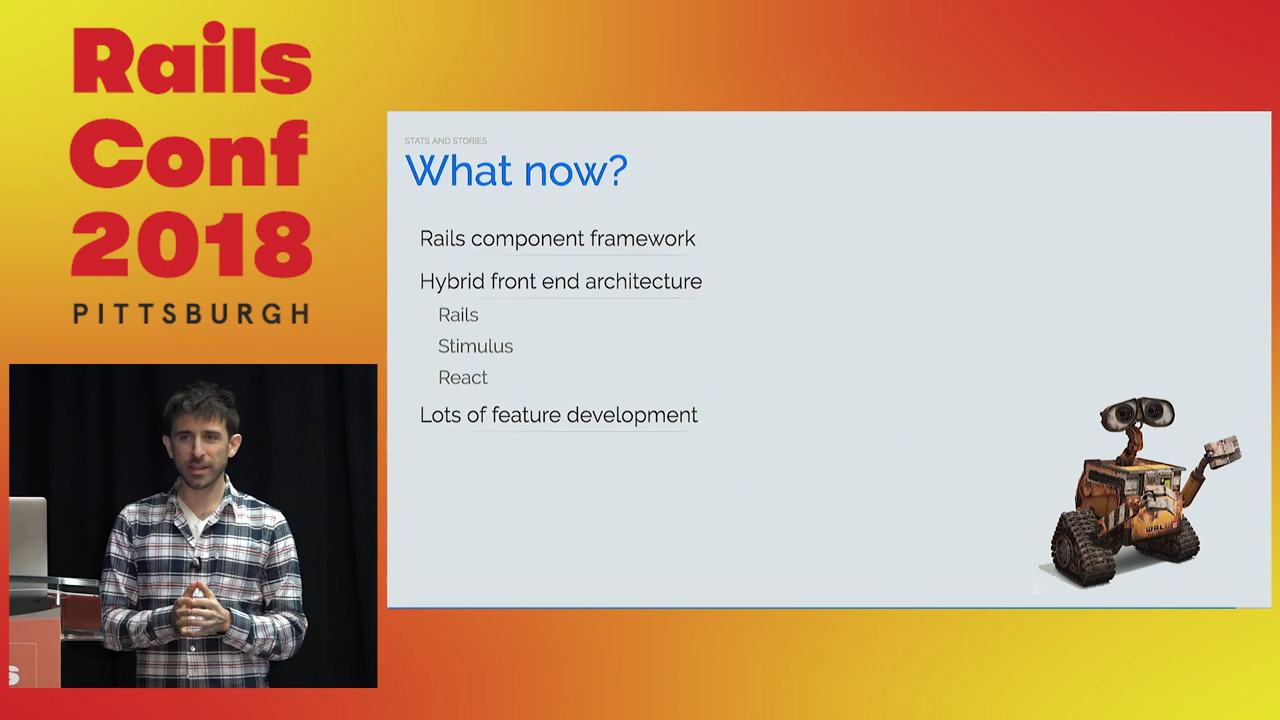 Rails
Conf
2018
PITTSBURGH
STATS AND STORIES
What now?
Rails component framework
Hybrid front end architecture
Rails
Stimulus
React
Lots of feature development
WALL·E
S